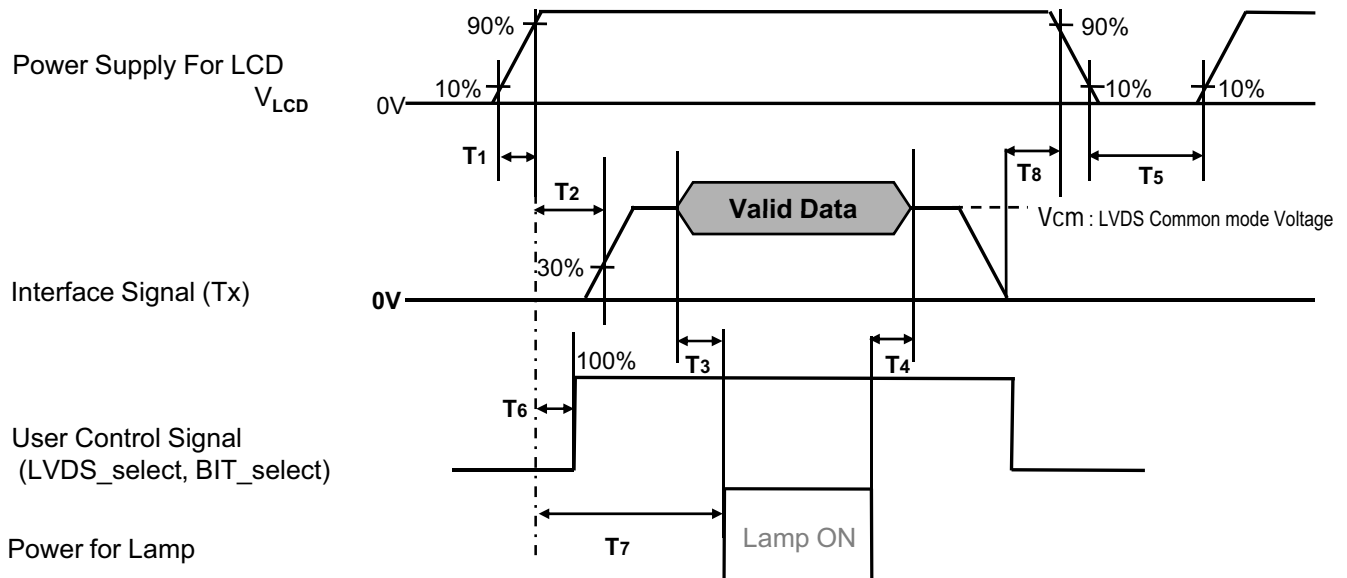 90%
90%
Power Supply For LCD
VLCD
10%
0V
10%
10%
T1
T2
T8
T5
Valid Data
VCM : LVDS Common mode Voltage
30%
Interface Signal (Tx)
0V
100%
T3
T4
T6
User Control Signal
(LVDS_select, BIT_select)
Lamp ON
T7
Power for Lamp